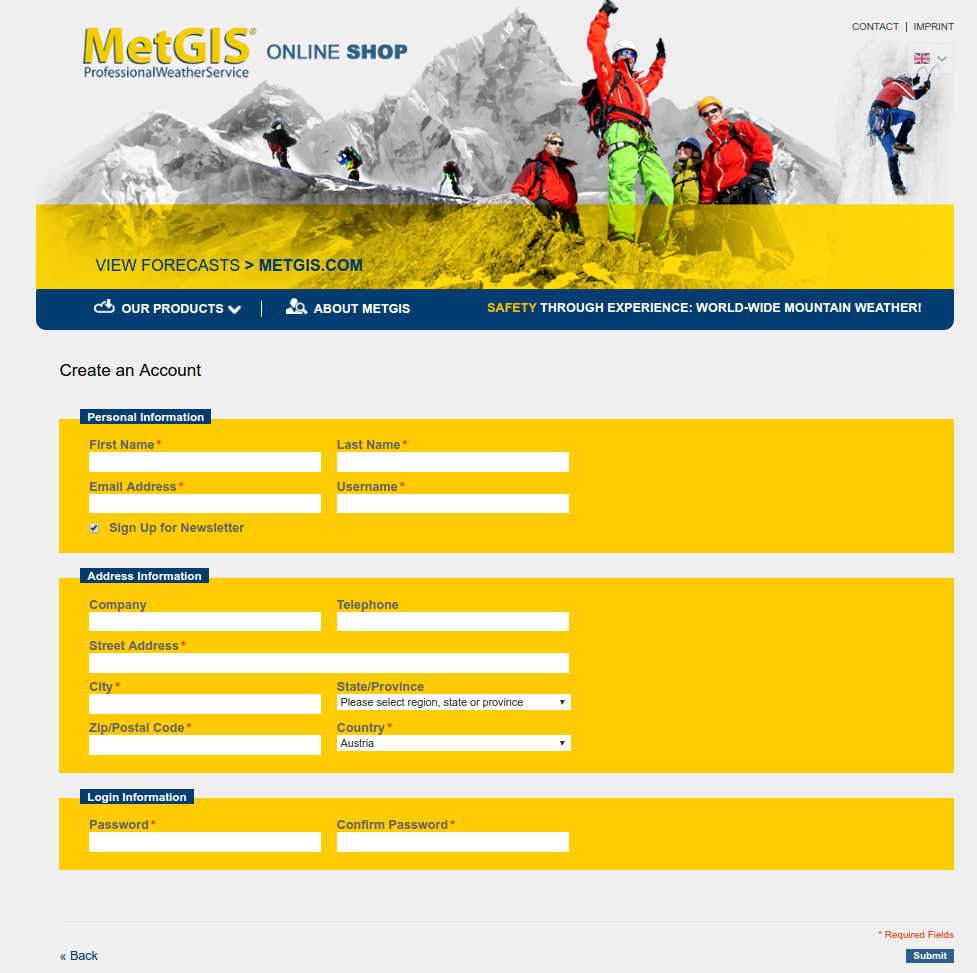 CONTACT | IMPRINT
MetGIS® ONLINE SHOP
ProfessionalWeatherService
VIEW FORECASTS > METGIS.COM
OUR PRODUCTS | ABOUT METGIS SAFETY THROUGH EXPERIENCE: WORLD-WIDE MOUNTAIN WEATHER!
Create an Account
Personal Information
First Name * Last Name *
Email Address * Username *
Sign Up for Newsletter
Address Information
Company Telephone
Street Address *
City * State/Province
Please select region, state or province
Zip/Postal Code * Country *
Austria
Login Information
Password * Confirm Password *
* Required Fields
« Back Submit